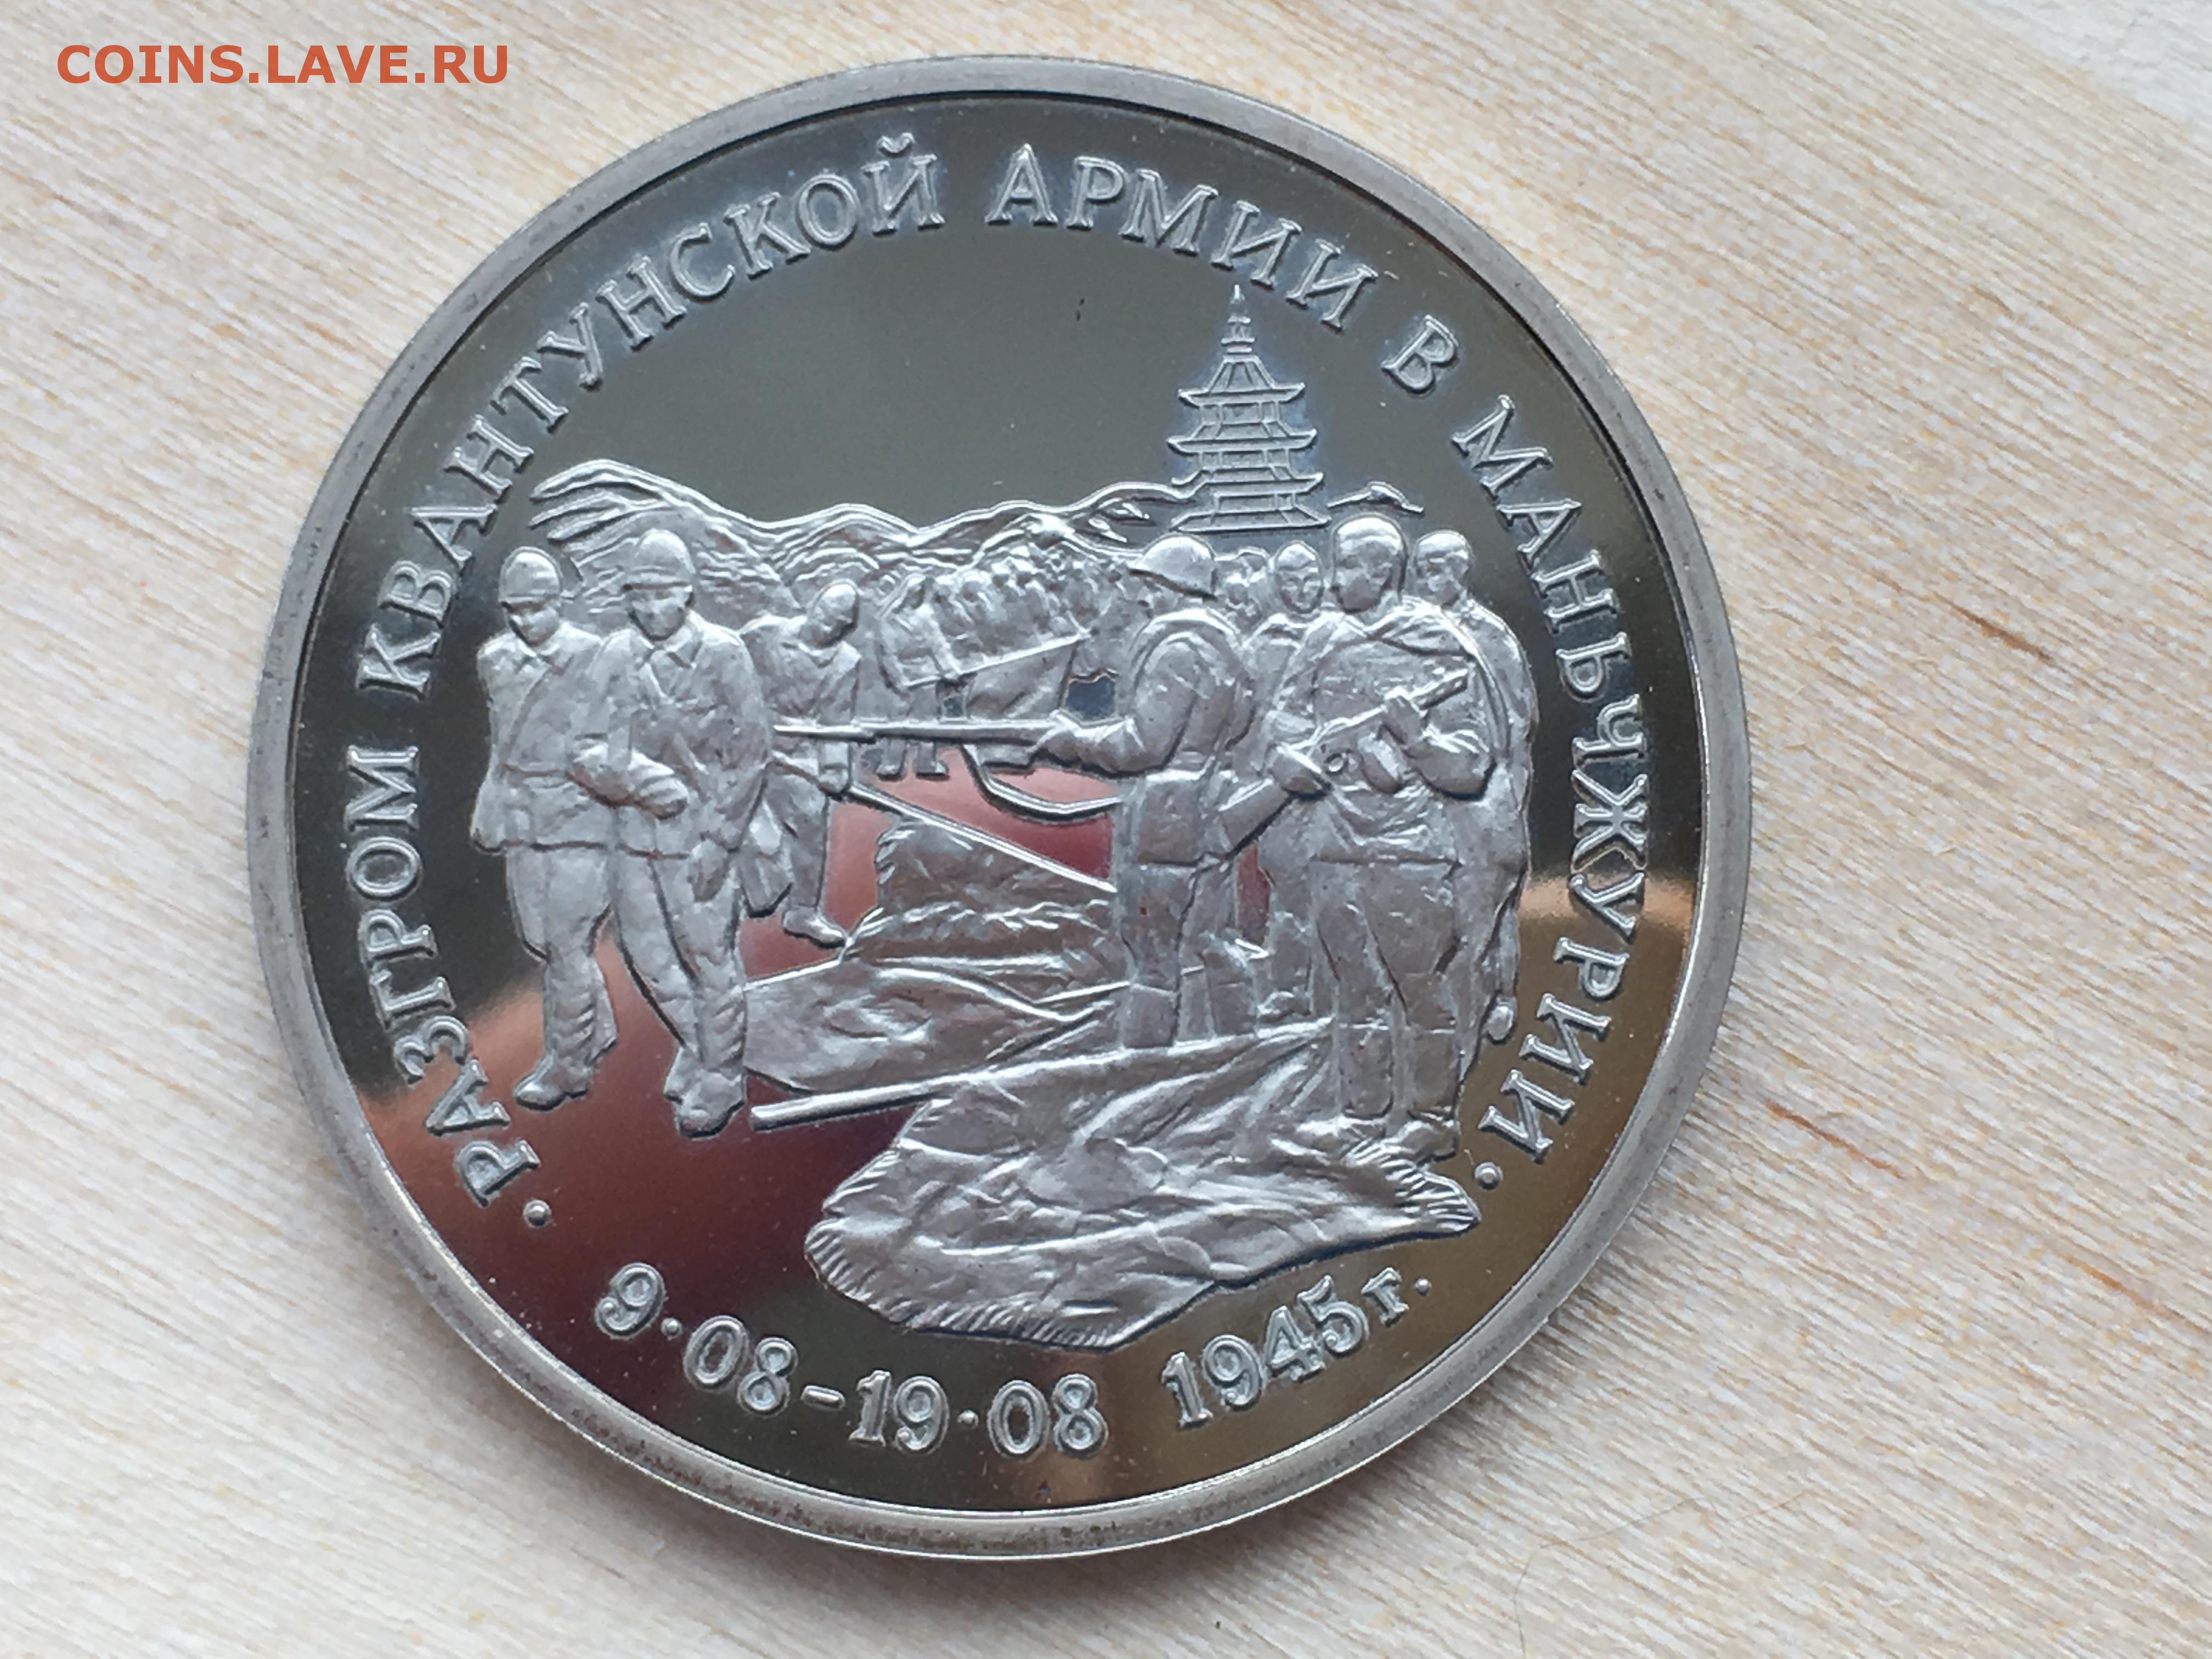 COINS.LAVE.RU
· РАЗГРОМ КВАНТУНСКОЙ АРМИИ В МАНЬЧЖУРИИ ·
9·08–19·08 1945г.